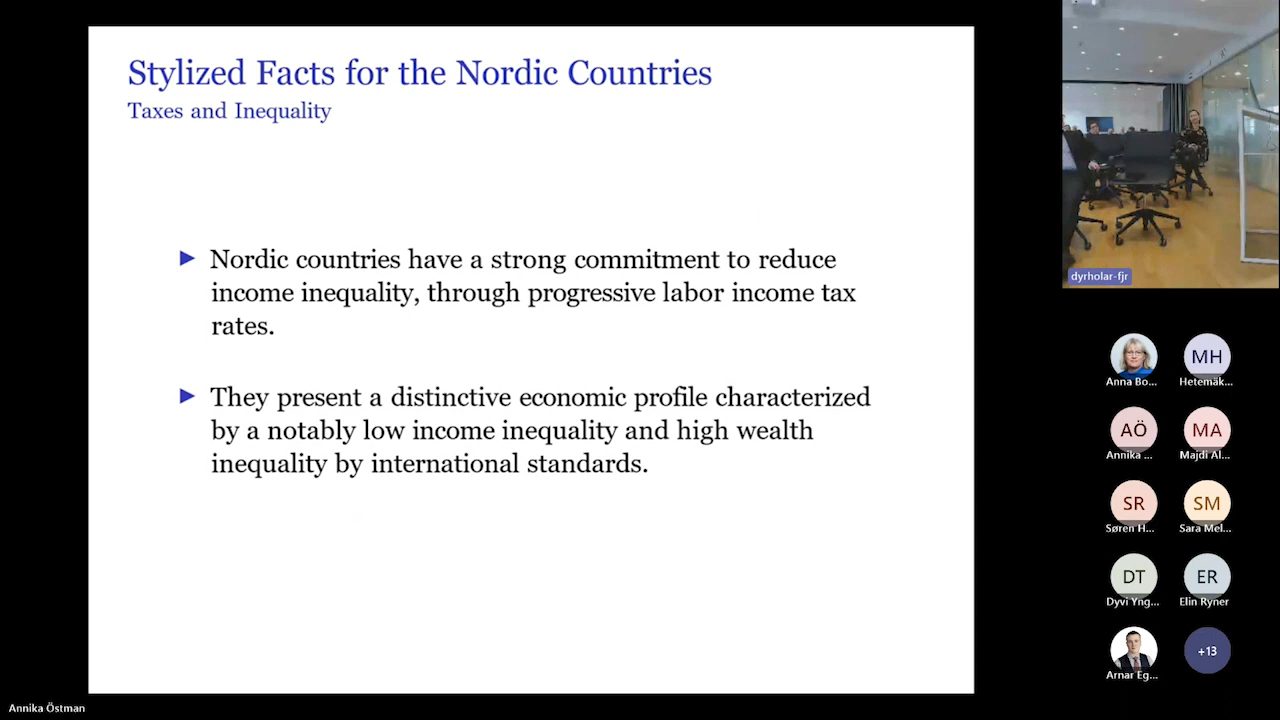 Stylized Facts for the Nordic Countries
Taxes and Inequality
Nordic countries have a strong commitment to reduce
income inequality, through progressive labor income tax
rates.
They present a distinctive economic profile characterized
by a notably low income inequality and high wealth
inequality by international standards.
dyrholar-fjr
Anna Bo...
MH
Hetemäk...
AÖ
Annika ...
MA
Majdi Al...
SR
Søren H...
SM
Sara Mel...
DT
Dyvi Yng...
ER
Elin Ryner
Arnar Eg...
+13
Annika Östman